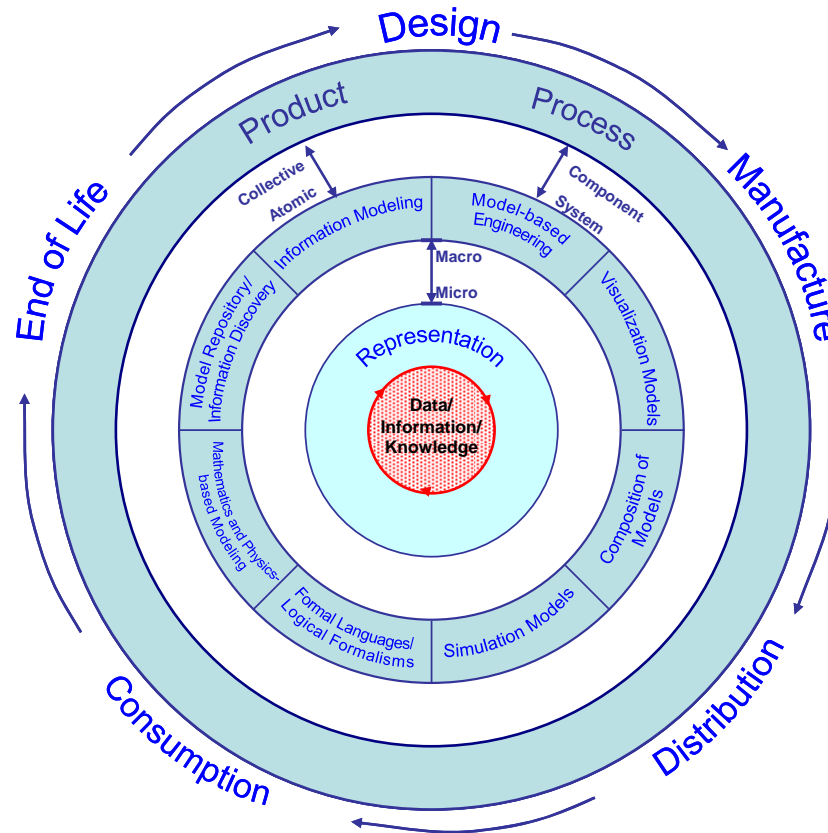 Design
Manufacture
Distribution
Consumption
End of Life
Product
Process
Collective
Atomic
Component
System
Information Modeling
Model-based
Engineering
Visualization Models
Composition of
Models
Simulation Models
Formal Languages/
Logical Formalisms
Mathematics and Physics-
based Modeling
Model Repository/
Information Discovery
Macro
Micro
Representation
Data/
Information/
Knowledge